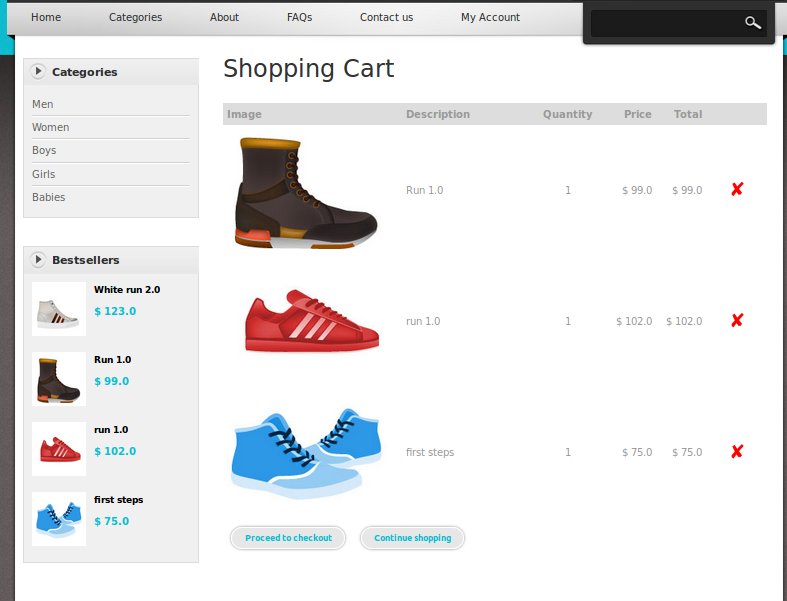 Home Categories About FAQs Contact us My Account
Categories
Men
Women
Boys
Girls
Babies
Bestsellers
White run 2.0
$ 123.0
Run 1.0
$ 99.0
run 1.0
$ 102.0
first steps
$ 75.0
Shopping Cart
Image Description Quantity Price Total
Run 1.0 1 $ 99.0 $ 99.0 ✘
run 1.0 1 $ 102.0 $ 102.0 ✘
first steps 1 $ 75.0 $ 75.0 ✘
Proceed to checkout Continue shopping